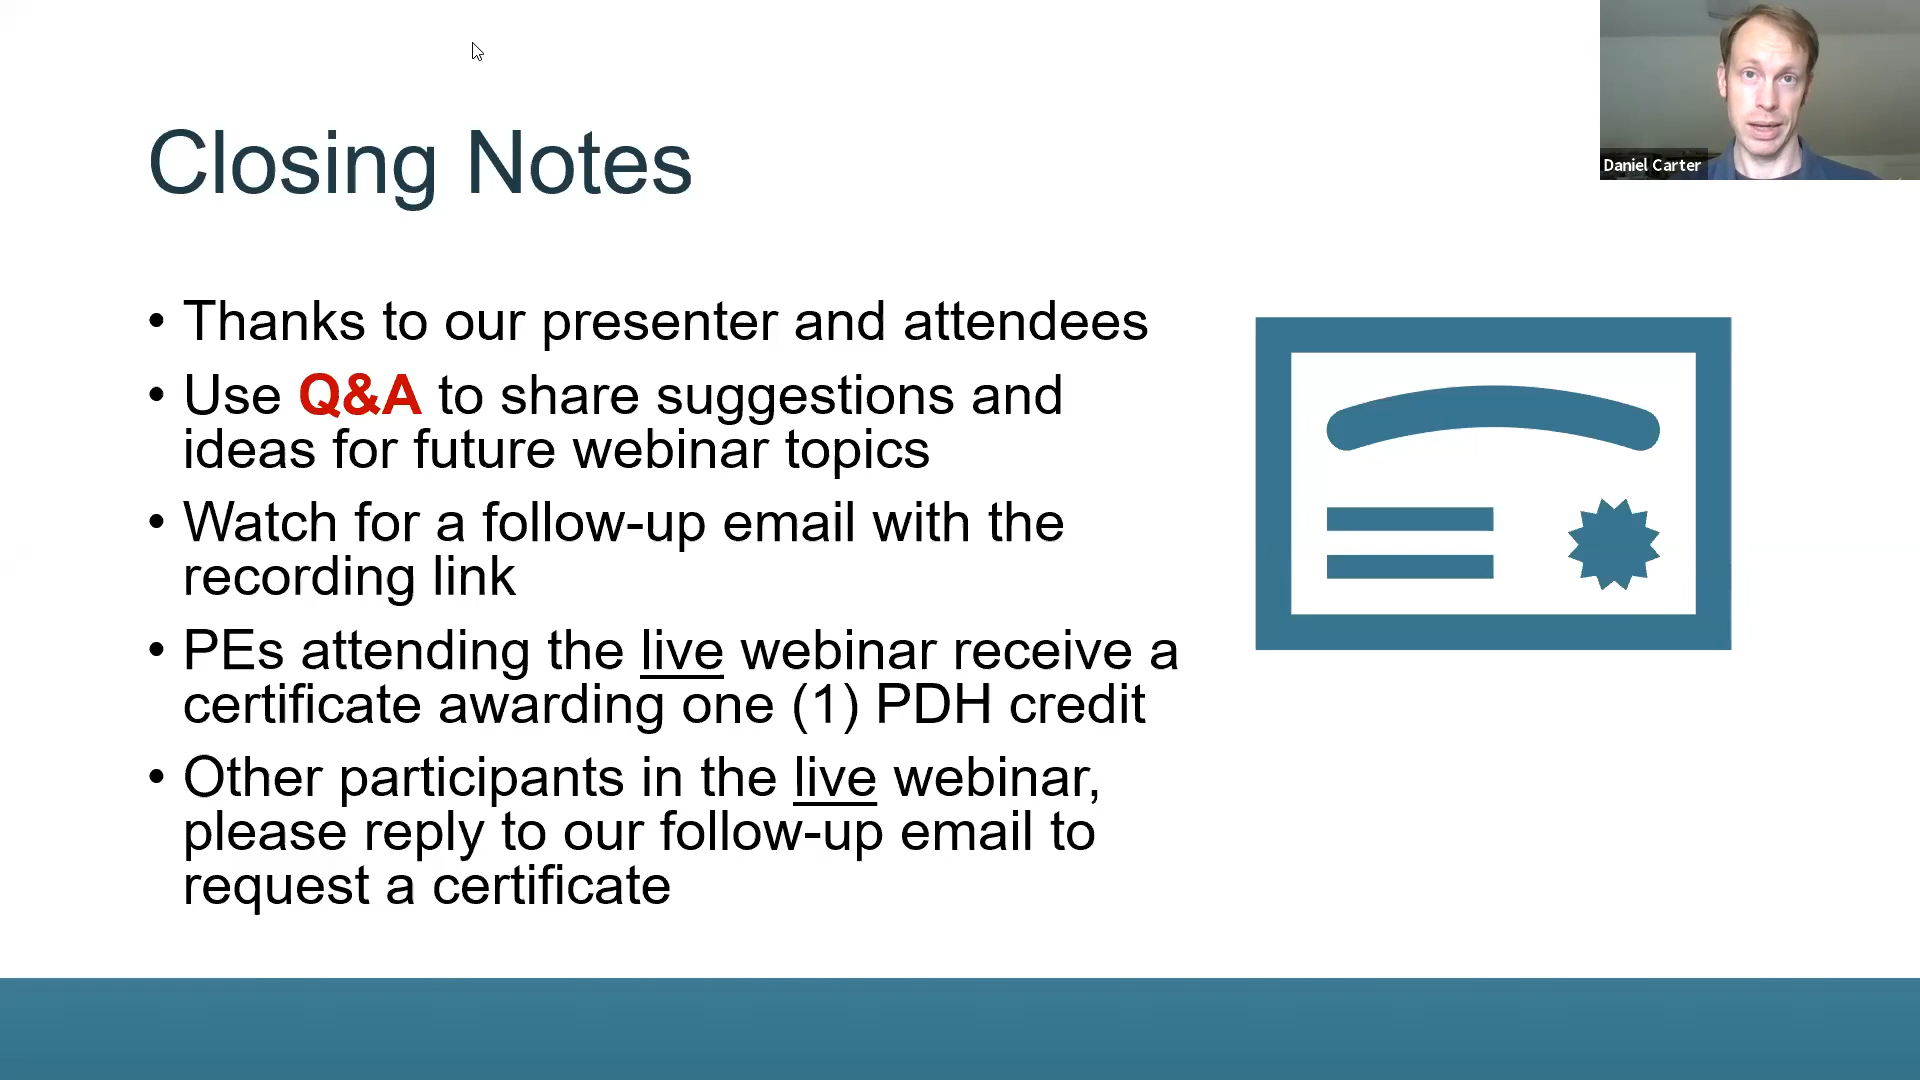 Closing Notes
Daniel Carter
• Thanks to our presenter and attendees
• Use Q&A to share suggestions and
ideas for future webinar topics
• Watch for a follow-up email with the
recording link
• PEs attending the live webinar receive a
certificate awarding one (1) PDH credit
• Other participants in the live webinar,
please reply to our follow-up email to
request a certificate